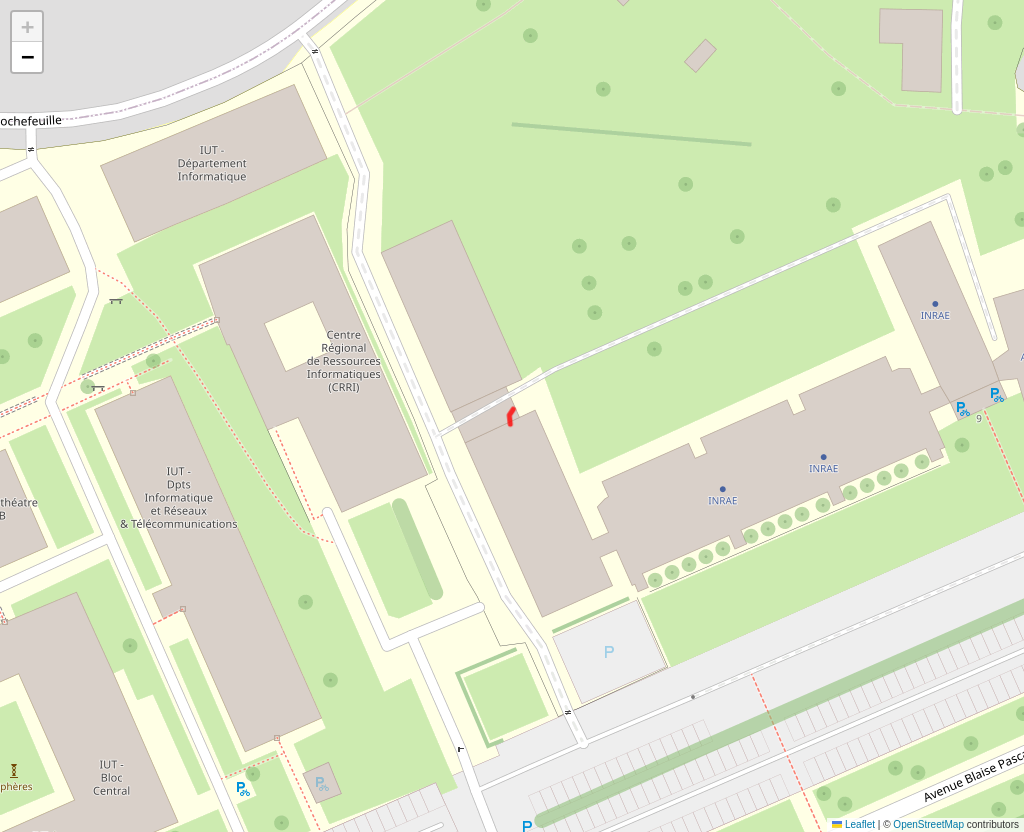 +
−
ochefeuille
IUT -
Département
Informatique
INRAE
Centre
Régional
de Ressources
Informatiques
(CRRI)
A
P
P
9
INRAE
INRAE
IUT -
Dpts
Informatique
et Réseaux
& Télécommunications
théatre
B
P
IUT -
Bloc
Central
phères
P
P
P
Avenue Blaise Pasca
Leaflet | © OpenStreetMap contributors